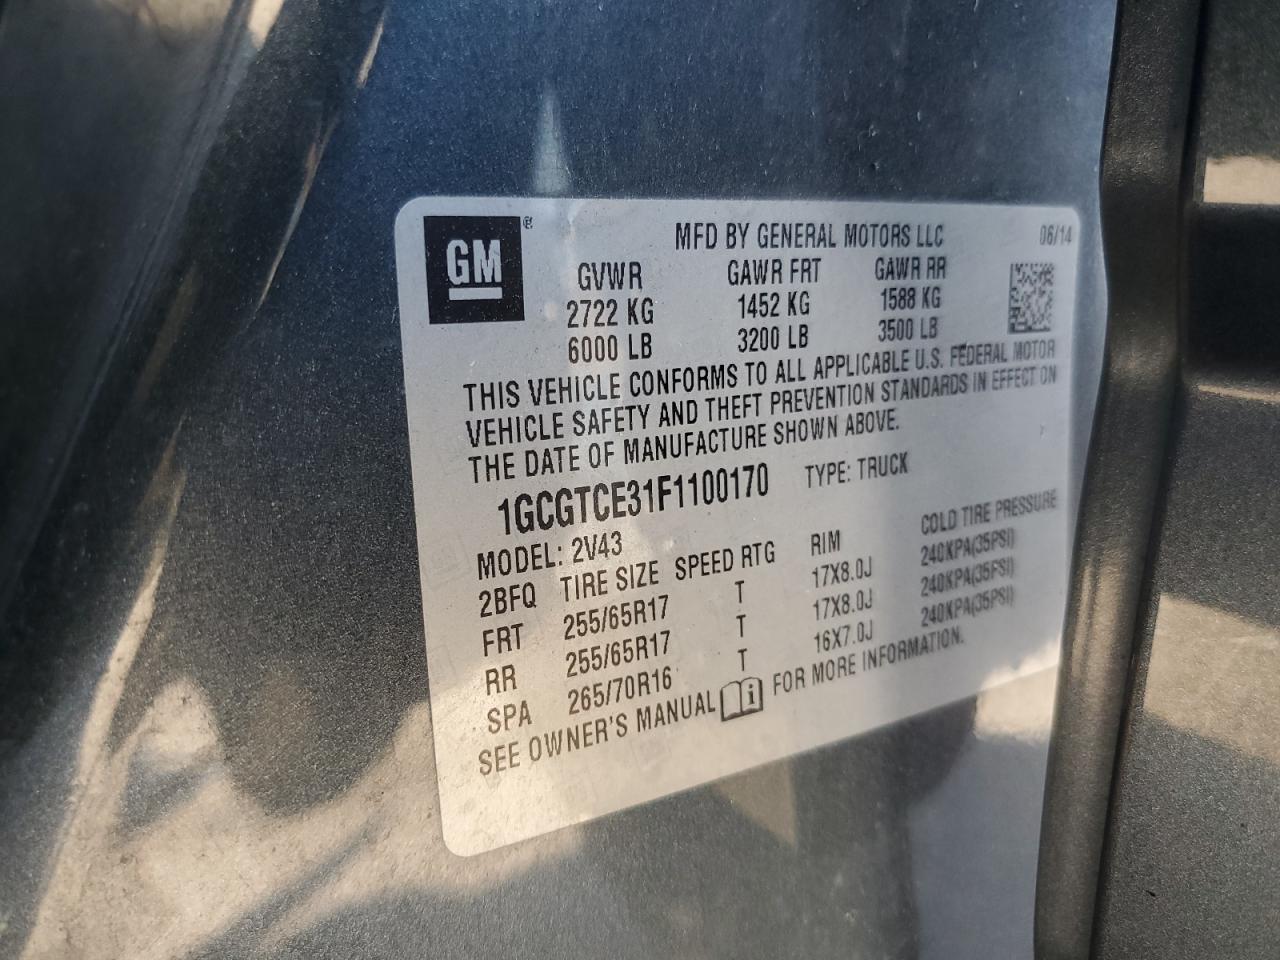 GM ®
MFD BY GENERAL MOTORS LLC 06/14
GVWR GAWR FRT GAWR RR
2722 KG 1452 KG 1588 KG
6000 LB 3200 LB 3500 LB
THIS VEHICLE CONFORMS TO ALL APPLICABLE U.S. FEDERAL MOTOR
VEHICLE SAFETY AND THEFT PREVENTION STANDARDS IN EFFECT ON
THE DATE OF MANUFACTURE SHOWN ABOVE.
1GCGTCE31F1100170 TYPE: TRUCK
MODEL: 2V43
2BFQ TIRE SIZE SPEED RTG RIM COLD TIRE PRESSURE
FRT 255/65R17 T 17X8.0J 240KPA(35PSI)
RR 255/65R17 T 17X8.0J 240KPA(35PSI)
SPA 265/70R16 T 16X7.0J 240KPA(35PSI)
SEE OWNER'S MANUAL i FOR MORE INFORMATION.